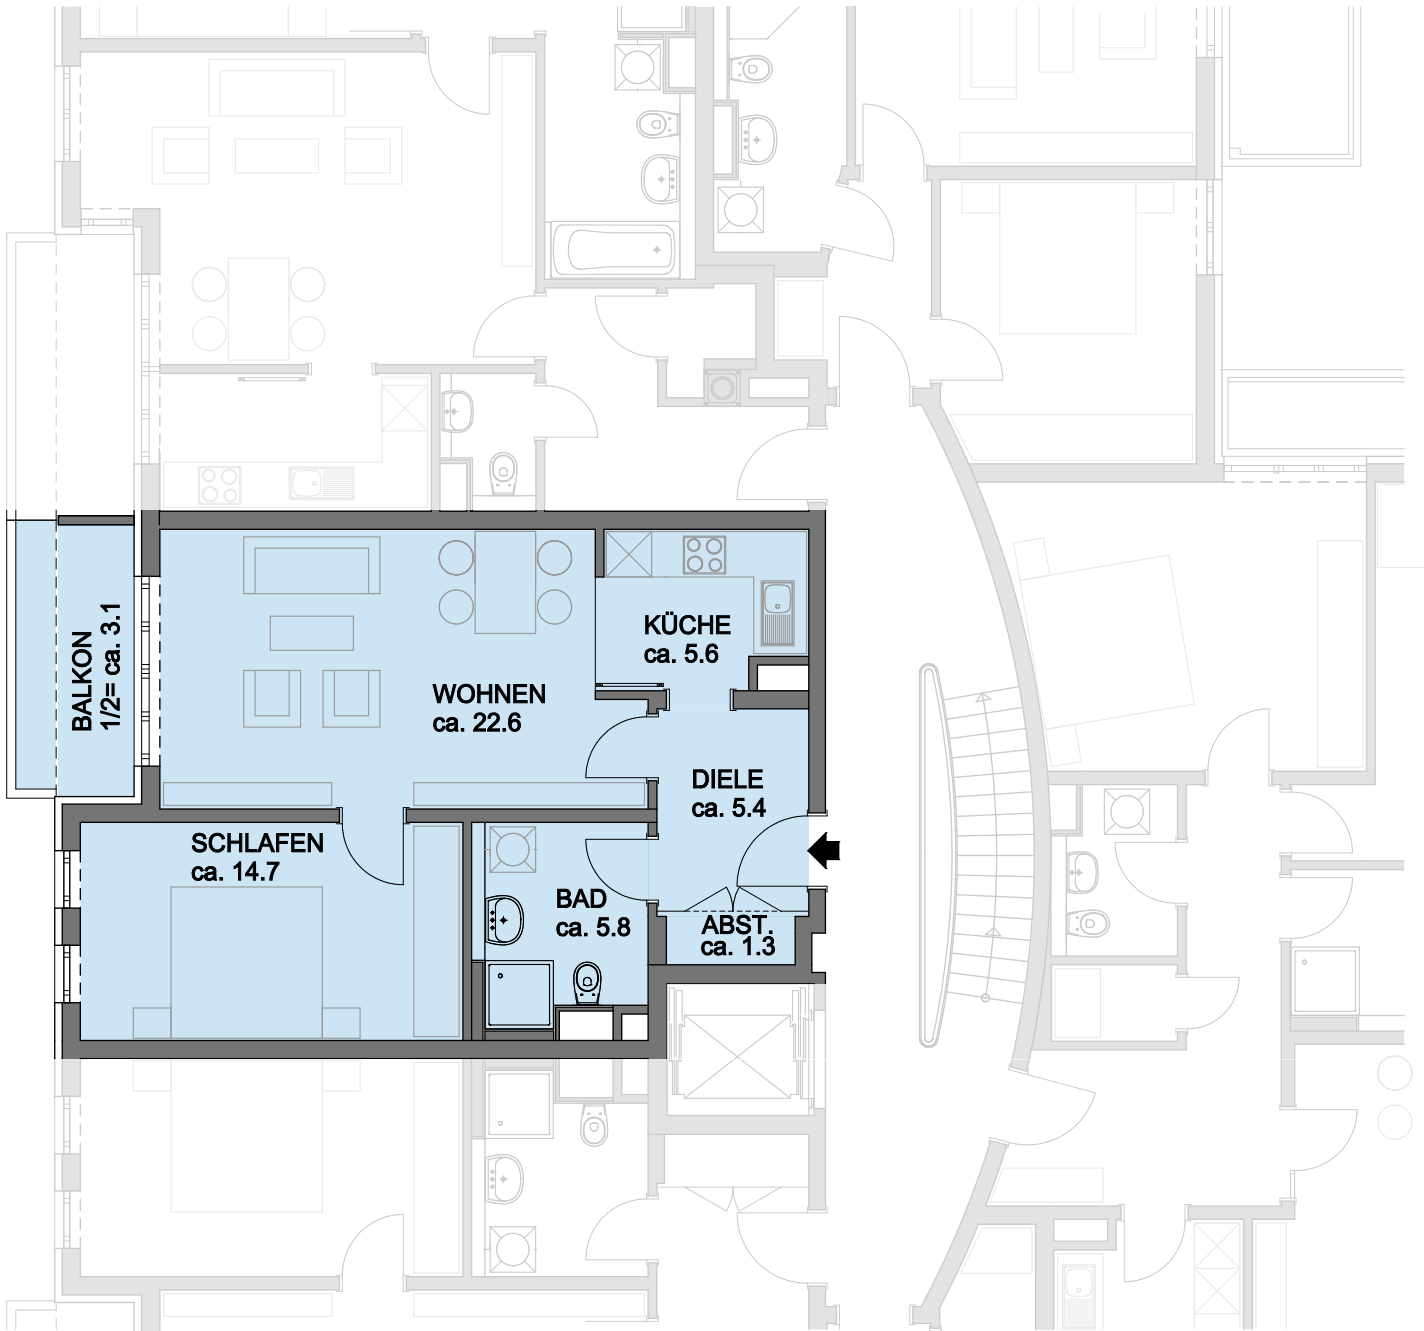 KÜCHE
ca. 5.6
BALKON
1/2= ca. 3.1
WOHNEN
ca. 22.6
DIELE
ca. 5.4
SCHLAFEN
ca. 14.7
BAD
ca. 5.8
ABST.
ca. 1.3